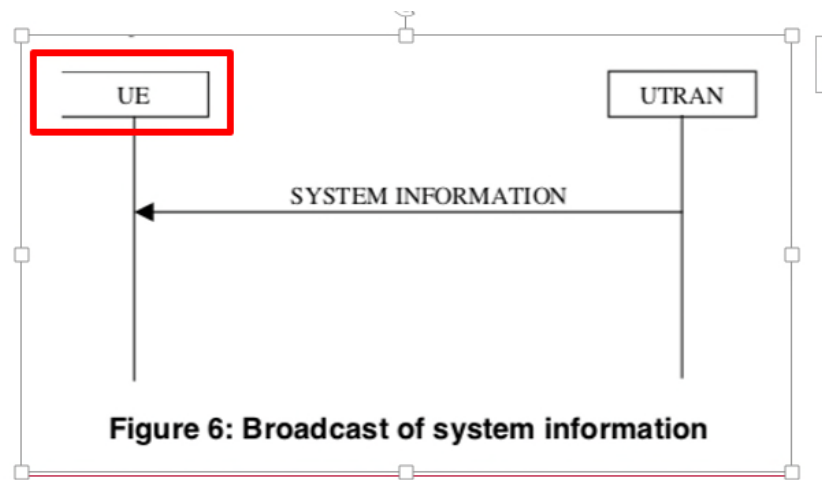 UE
UTRAN
SYSTEM INFORMATION
Figure 6: Broadcast of system information